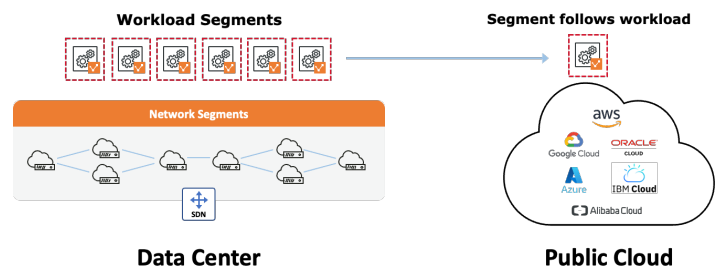 Workload Segments
Segment follows workload
Network Segments
SDN
aws
Google Cloud
ORACLE
CLOUD
Azure
IBM Cloud
Alibaba Cloud
Data Center
Public Cloud